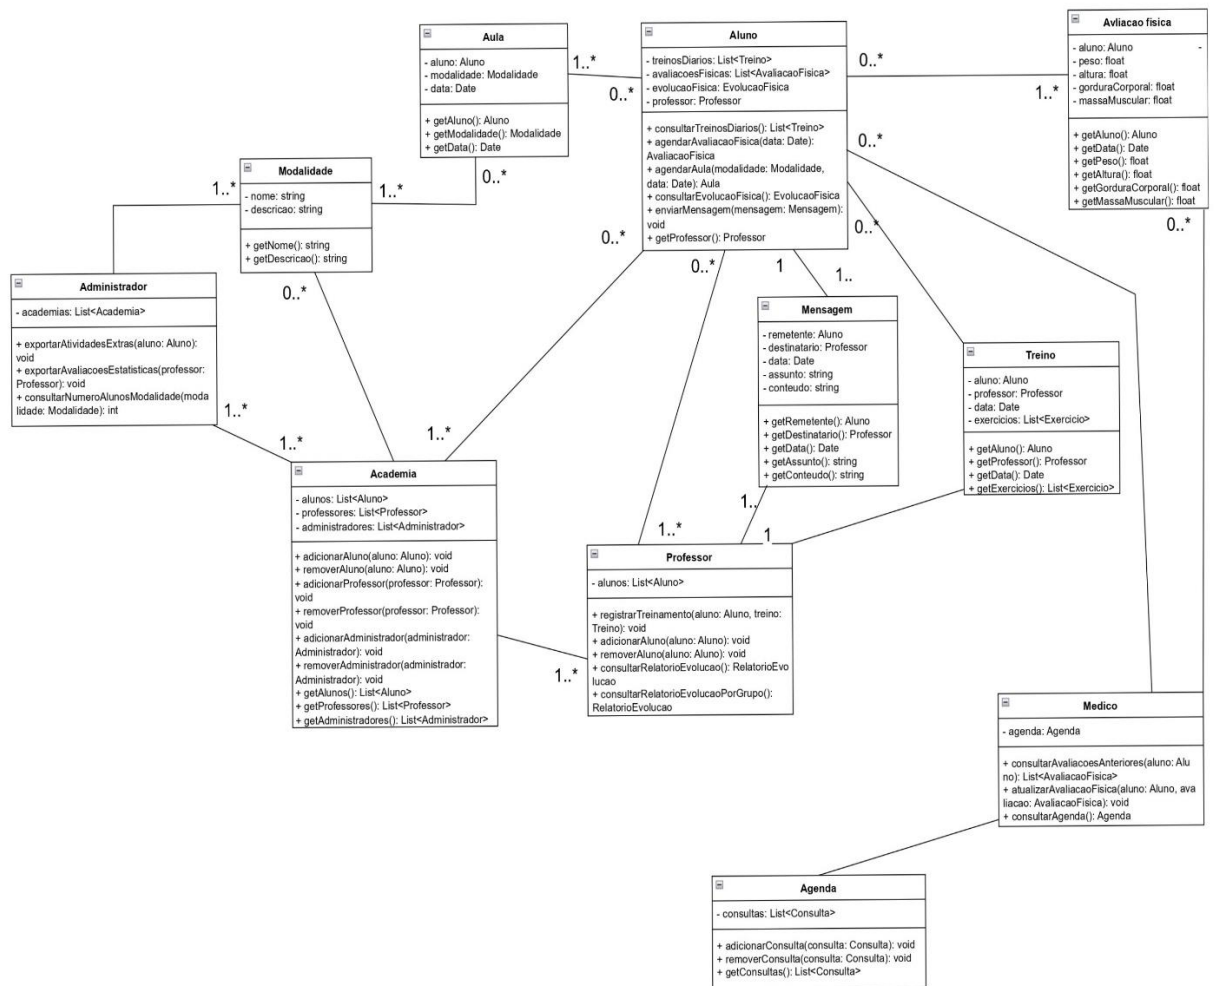 Aula
- aluno: Aluno
- modalidade: Modalidade
- data: Date
+ getAluno(): Aluno
+ getModalidade(): Modalidade
+ getData(): Date
1..*
0..*
0..*
Aluno
- treinosDiarios: List<Treino>
- avaliacoesFisicas: List<AvaliacaoFisica>
- evolucaoFisica: EvolucaoFisica
- professor: Professor
+ consultarTreinosDiarios(): List<Treino>
+ agendarAvaliacaoFisica(data: Date):
AvaliacaoFisica
+ agendarAula(modalidade: Modalidade,
data: Date): Aula
+ consultarEvolucaoFisica(): EvolucaoFisica
+ enviarMensagem(mensagem: Mensagem):
void
+ getProfessor(): Professor
0..*
0..*
0..*
0..*
0..*
1
1..
Avliacao fisica
- aluno: Aluno -
- peso: float
- altura: float
- gorduraCorporal: float
- massaMuscular: float
+ getAluno(): Aluno
+ getData(): Date
+ getPeso(): float
+ getAltura(): float
+ getGorduraCorporal(): float
+ getMassaMuscular(): float
1..*
0..*
Modalidade
- nome: string
- descricao: string
+ getNome(): string
+ getDescricao(): string
1..*
1..*
0..*
Administrador
- academias: List<Academia>
+ exportarAtividadesExtras(aluno: Aluno):
void
+ exportarAvaliacoesEstatisticas(professor:
Professor): void
+ consultarNumeroAlunosModalidade(moda
lidade: Modalidade): int
1..*
1..*
1..*
Mensagem
- remetente: Aluno
- destinatario: Professor
- data: Date
- assunto: string
- conteudo: string
+ getRemetente(): Aluno
+ getDestinatario(): Professor
+ getData(): Date
+ getAssunto(): string
+ getConteudo(): string
1..
Treino
- aluno: Aluno
- professor: Professor
- data: Date
- exercicios: List<Exercicio>
+ getAluno(): Aluno
+ getProfessor(): Professor
+ getData(): Date
+ getExercicios(): List<Exercicio>
Academia
- alunos: List<Aluno>
- professores: List<Professor>
- administradores: List<Administrador>
+ adicionarAluno(aluno: Aluno): void
+ removerAluno(aluno: Aluno): void
+ adicionarProfessor(professor: Professor):
void
+ removerProfessor(professor: Professor):
void
+ adicionarAdministrador(administrador:
Administrador): void
+ removerAdministrador(administrador:
Administrador): void
+ getAlunos(): List<Aluno>
+ getProfessores(): List<Professor>
+ getAdministradores(): List<Administrador>
1..*
1
1..*
Professor
- alunos: List<Aluno>
+ registrarTreinamento(aluno: Aluno, treino:
Treino): void
+ adicionarAluno(aluno: Aluno): void
+ removerAluno(aluno: Aluno): void
+ consultarRelatorioEvolucao(): RelatorioEvo
lucao
+ consultarRelatorioEvolucaoPorGrupo():
RelatorioEvolucao
Medico
- agenda: Agenda
+ consultarAvaliacoesAnteriores(aluno: Alu
no): List<AvaliacaoFisica>
+ atualizarAvaliacaoFisica(aluno: Aluno, ava
liacao: AvaliacaoFisica): void
+ consultarAgenda(): Agenda
Agenda
- consultas: List<Consulta>
+ adicionarConsulta(consulta: Consulta): void
+ removerConsulta(consulta: Consulta): void
+ getConsultas(): List<Consulta>